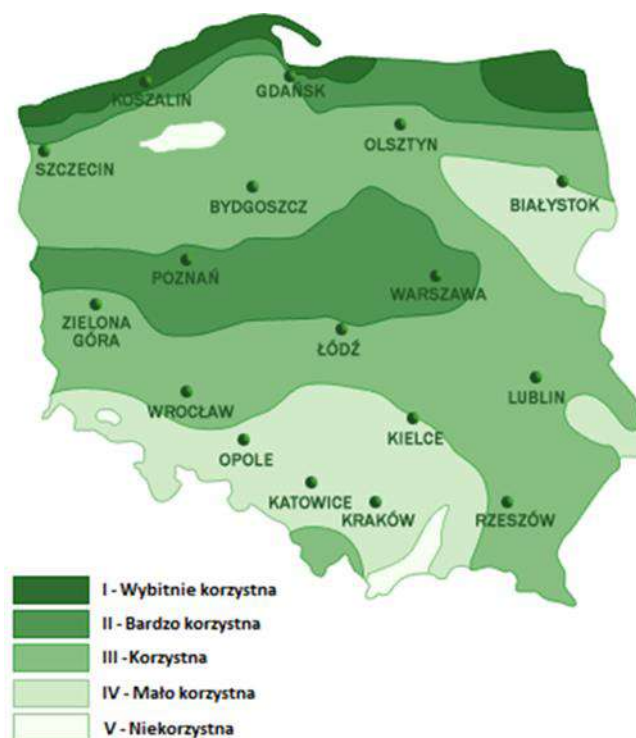 KOSZALIN
GDAŃSK
OLSZTYN
SZCZECIN
BYDGOSZCZ
BIAŁYSTOK
POZNAŃ
WARSZAWA
ZIELONA
GÓRA
ŁÓDŹ
WROCŁAW
LUBLIN
KIELCE
OPOLE
KATOWICE
KRAKÓW
RZESZÓW
I - Wybitnie korzystna
II - Bardzo korzystna
III -Korzystna
IV - Mało korzystna
V - Niekorzystna